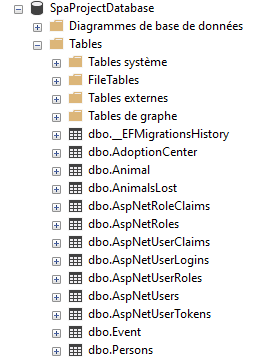 SpaProjectDatabase
Diagrammes de base de données
Tables
Tables système
FileTables
Tables externes
Tables de graphe
dbo.__EFMigrationsHistory
dbo.AdoptionCenter
dbo.Animal
dbo.AnimalsLost
dbo.AspNetRoleClaims
dbo.AspNetRoles
dbo.AspNetUserClaims
dbo.AspNetUserLogins
dbo.AspNetUserRoles
dbo.AspNetUsers
dbo.AspNetUserTokens
dbo.Event
dbo.Persons